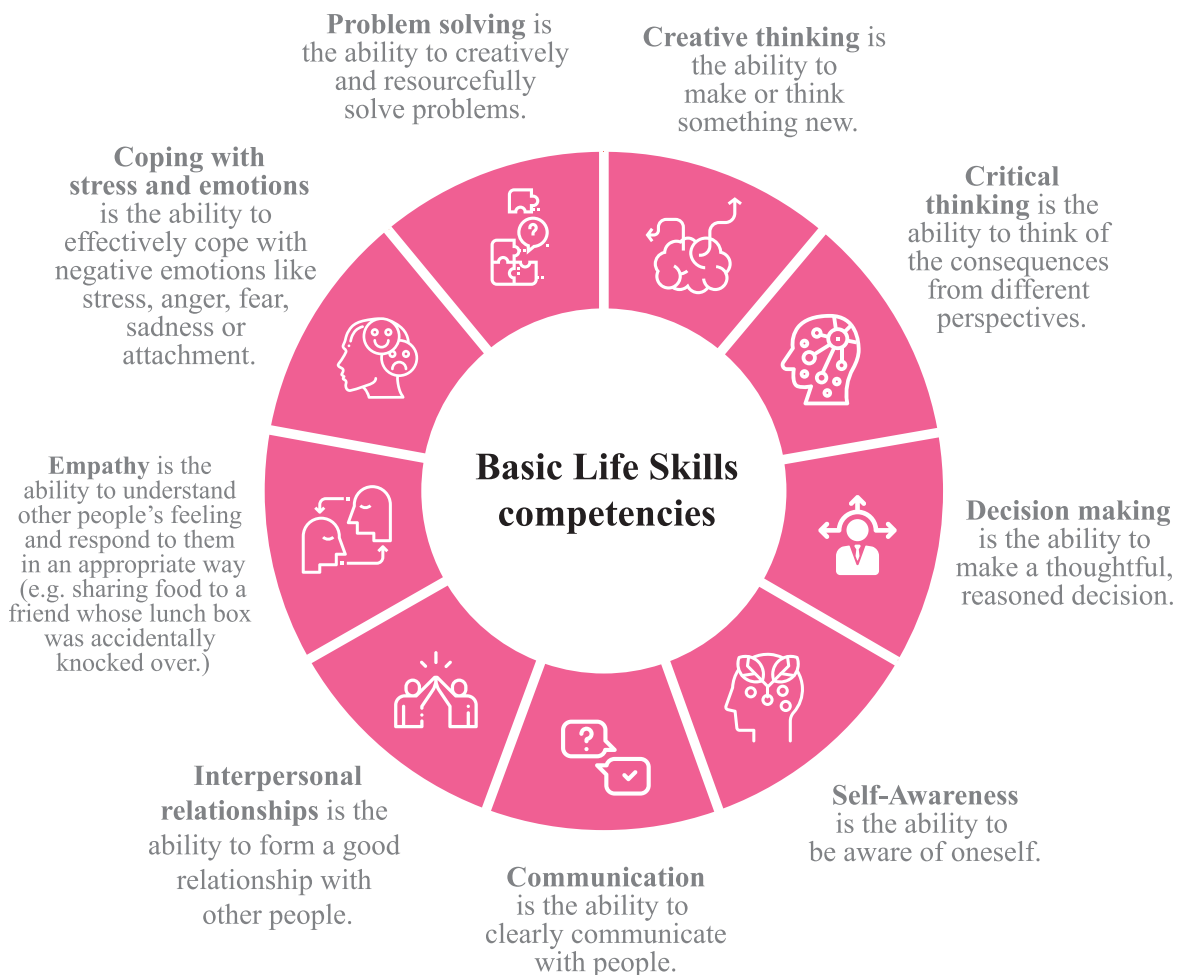 Problem solving is
the ability to creatively
and resourcefully
solve problems.
Creative thinking is
the ability to
make or think
something new.
Critical
thinking is the
ability to think of
the consequences
from different
perspectives.
Decision making
is the ability to
make a thoughtful,
reasoned decision.
Self-Awareness
is the ability to
be aware of oneself.
Communication
is the ability to
clearly communicate
with people.
Interpersonal
relationships is the
ability to form a good
relationship with
other people.
Empathy is the
ability to understand
other people’s feeling
and respond to them
in an appropriate way
(e.g. sharing food to a
friend whose lunch box
was accidentally
knocked over.)
Coping with
stress and emotions
is the ability to
effectively cope with
negative emotions like
stress, anger, fear,
sadness or
attachment.
Basic Life Skills
competencies
?
?